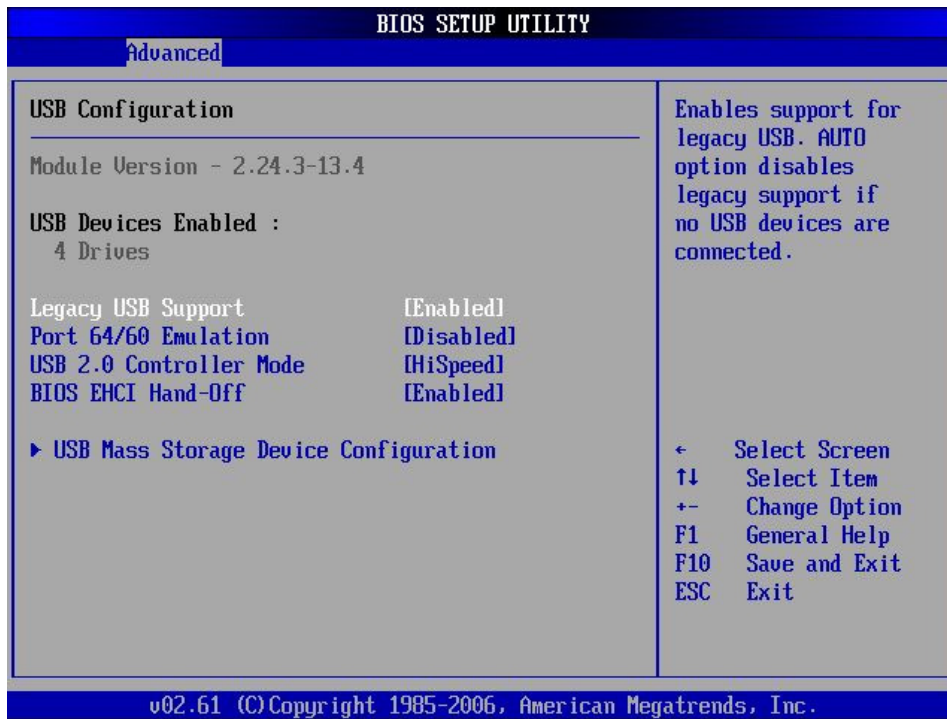 BIOS SETUP UTILITY
Advanced
USB Configuration
Module Version - 2.24.3-13.4
USB Devices Enabled :
4 Drives
Legacy USB Support [Enabled]
Port 64/60 Emulation [Disabled]
USB 2.0 Controller Mode [HiSpeed]
BIOS EHCI Hand-Off [Enabled]
▶ USB Mass Storage Device Configuration
Enables support for
legacy USB. AUTO
option disables
legacy support if
no USB devices are
connected.
← Select Screen
↑↓ Select Item
+- Change Option
F1 General Help
F10 Save and Exit
ESC Exit
v02.61 (C)Copyright 1985-2006, American Megatrends, Inc.